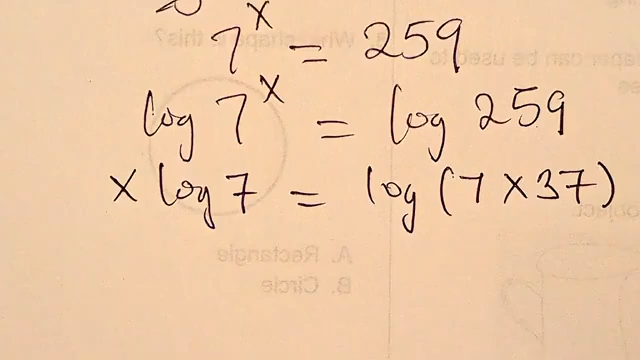 7^x = 259
log 7^x = log 259
x log 7 = log (7 × 37)
A. Rectangle
B. Circle